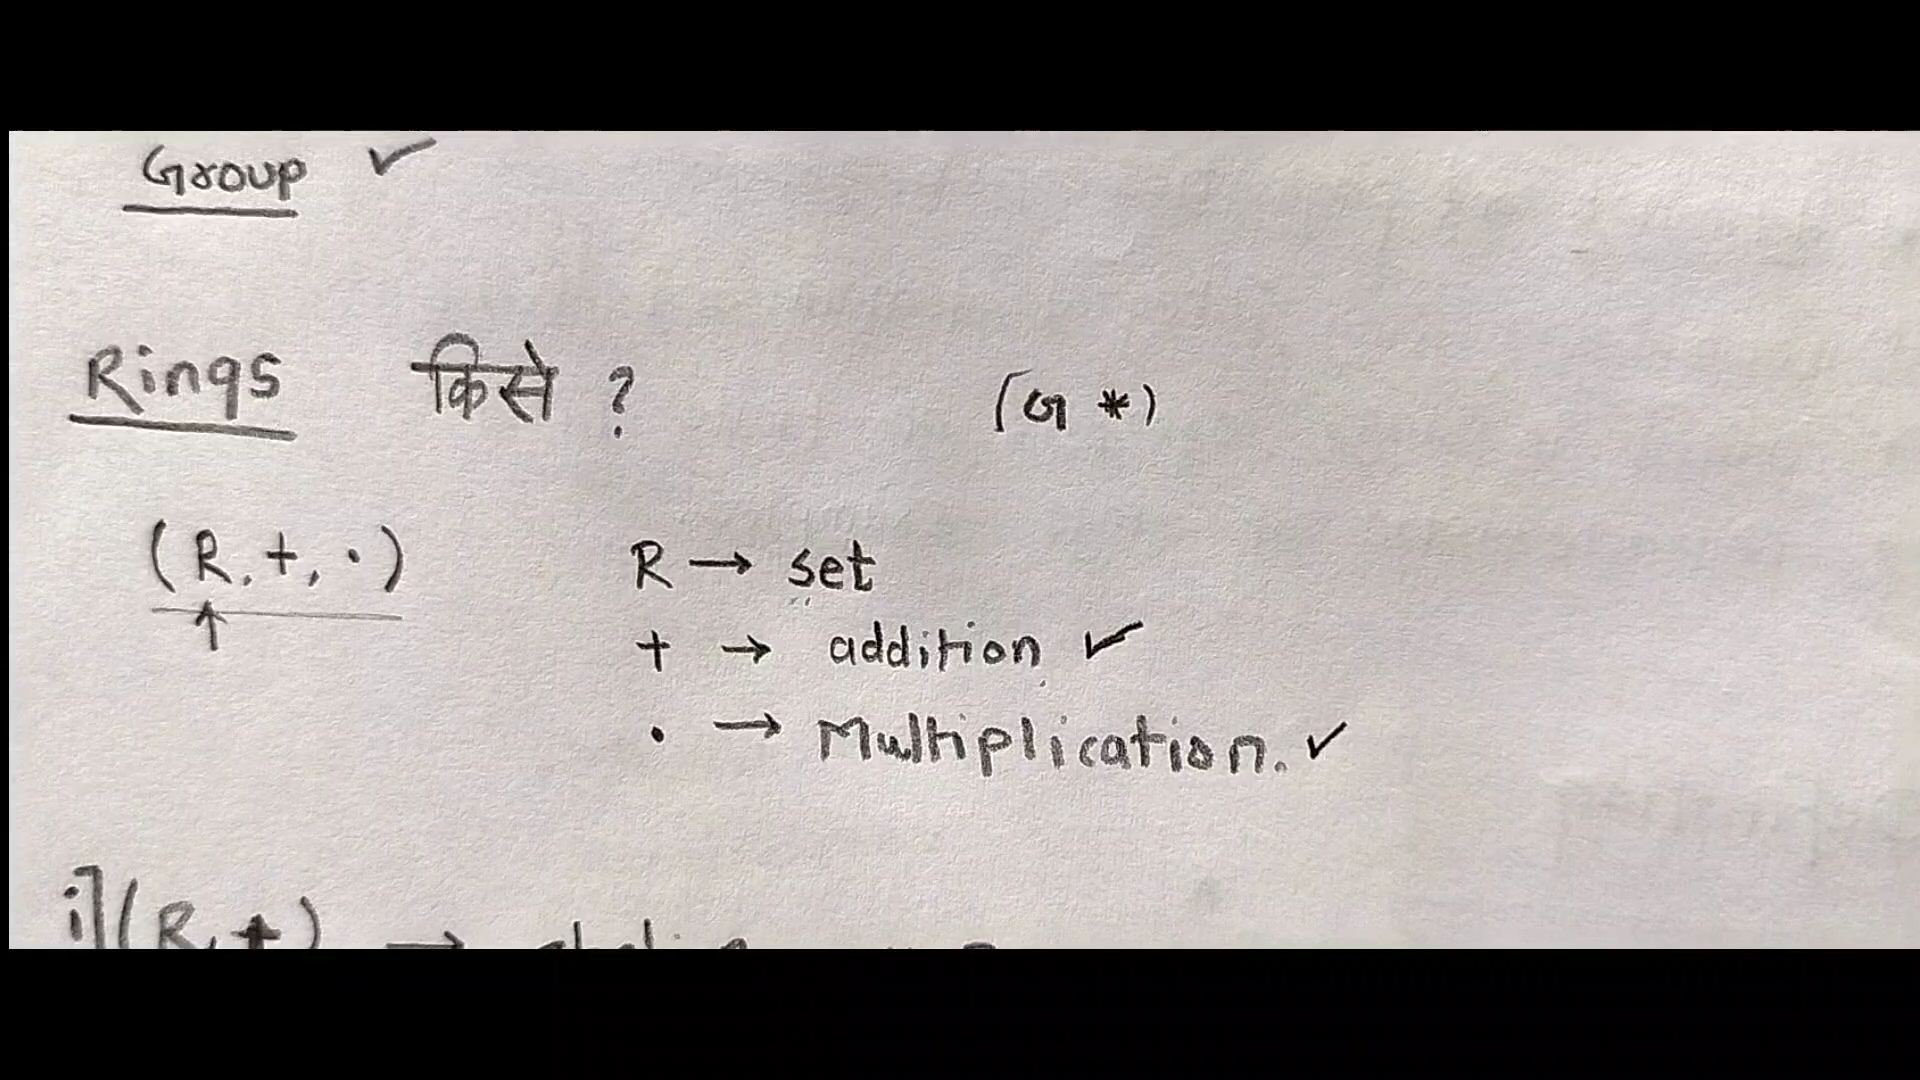 Group ✓
Rings किसे ? (G *)
(R, +, ·) R → set
↑
+ → addition ✓
· → Multiplication. ✓
i] (R, +) →